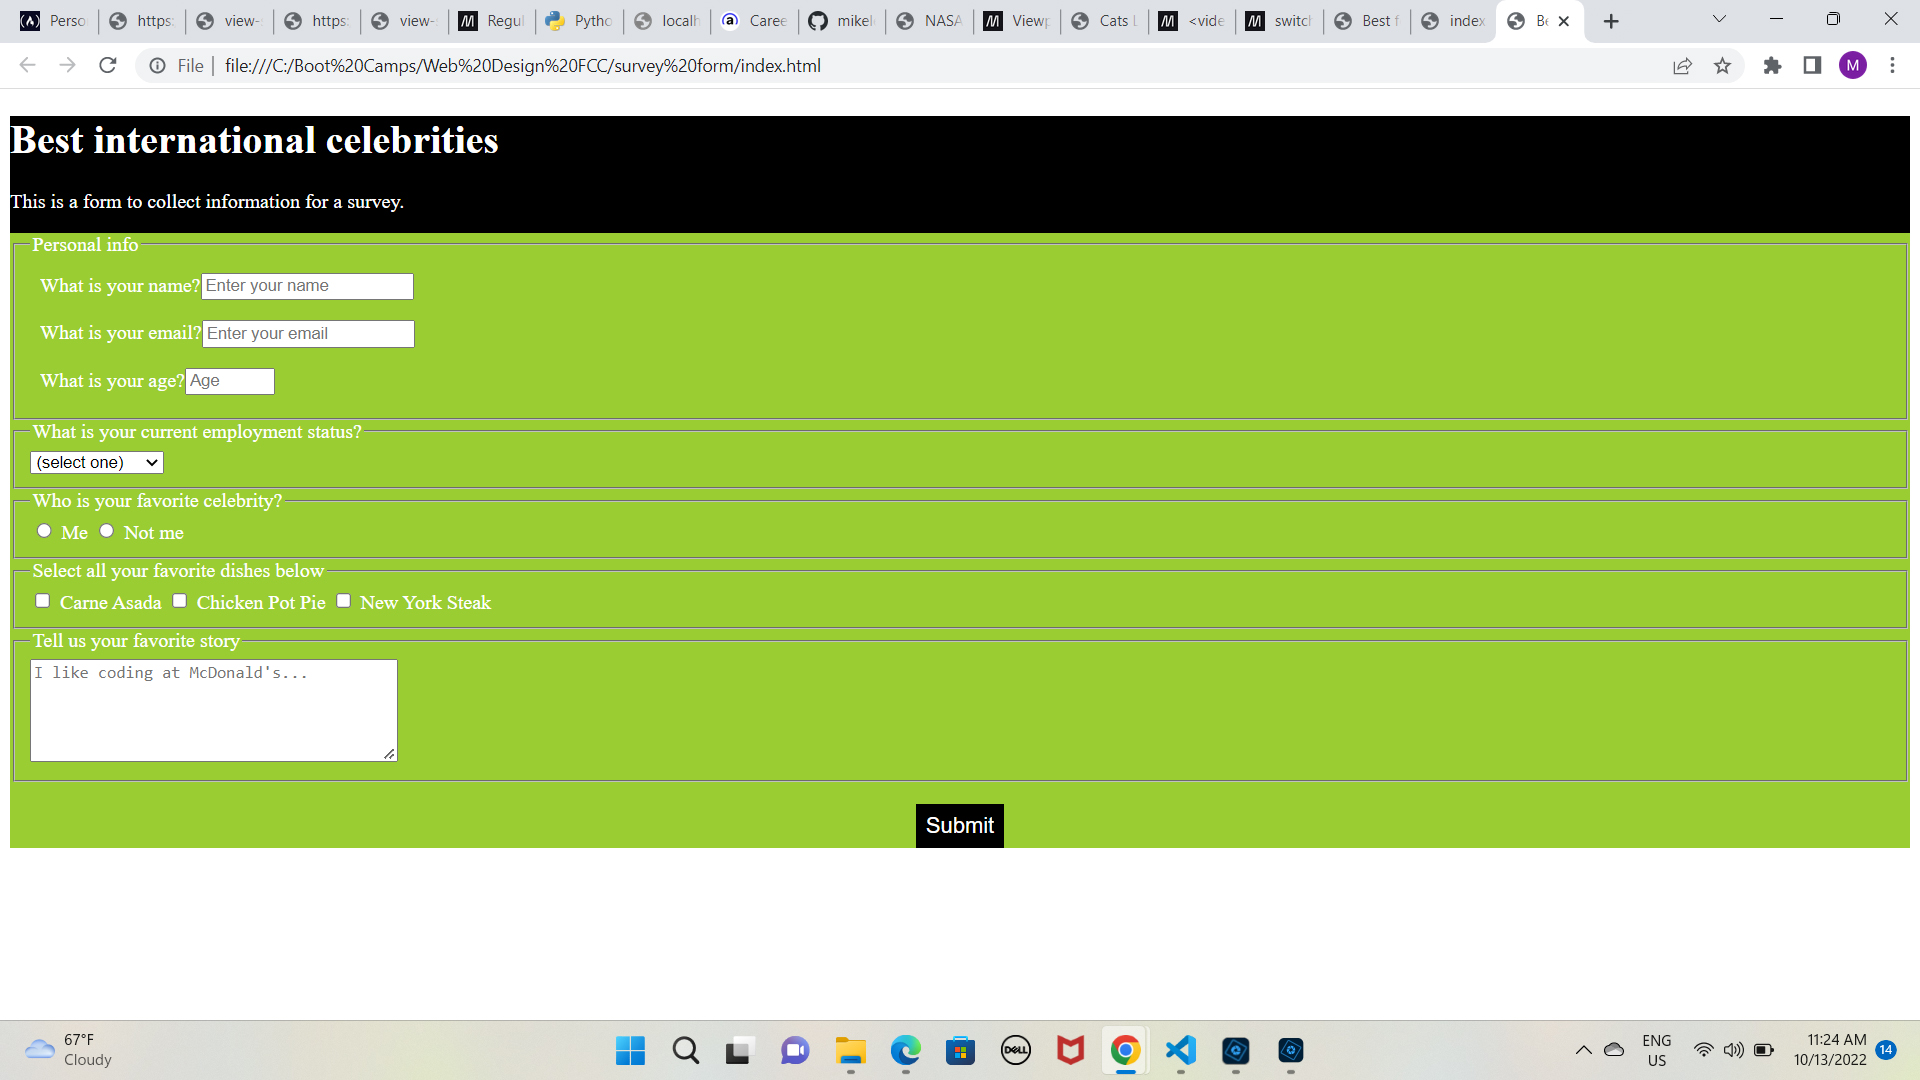 Perso
https:
view-
https:
view-
Regul
Pytho
localh
Caree
mikel
NASA
Viewp
Cats L
<vide
switch
Best f
index
Be
File
file:///C:/Boot%20Camps/Web%20Design%20FCC/survey%20form/index.html
M
Best international celebrities
This is a form to collect information for a survey.
Personal info
What is your name? Enter your name
What is your email? Enter your email
What is your age? Age
What is your current employment status?
(select one)
Who is your favorite celebrity?
Me Not me
Select all your favorite dishes below
Carne Asada Chicken Pot Pie New York Steak
Tell us your favorite story
I like coding at McDonald's...
Submit
67°F
Cloudy
DELL
ENG
US
11:24 AM
10/13/2022
14